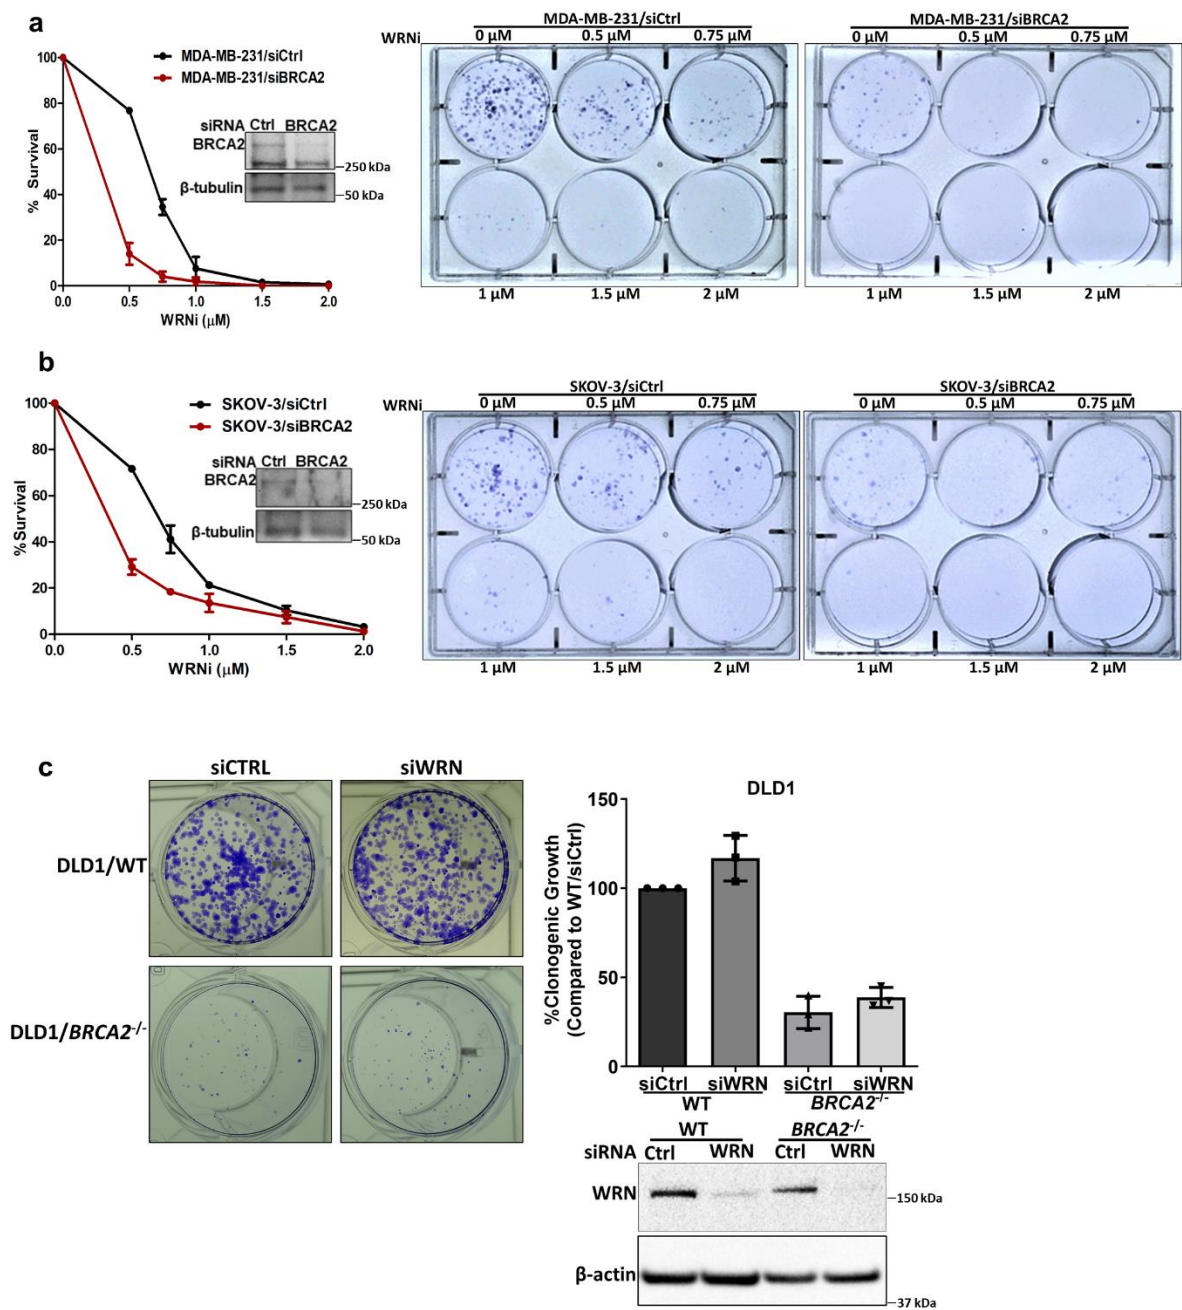 a
MDA-MB-231/siCtrl
MDA-MB-231/siBRCA2
% Survival
100
80
60
40
20
0
0.0 0.5 1.0 1.5 2.0
WRNi (μM)
siRNA Ctrl BRCA2
BRCA2
250 kDa
β-tubulin
50 kDa
MDA-MB-231/siCtrl
WRNi 0 μM 0.5 μM 0.75 μM
1 μM 1.5 μM 2 μM
MDA-MB-231/siBRCA2
0 μM 0.5 μM 0.75 μM
1 μM 1.5 μM 2 μM
b
SKOV-3/siCtrl
SKOV-3/siBRCA2
%Survival
100
80
60
40
20
0
0.0 0.5 1.0 1.5 2.0
WRNi (μM)
siRNA Ctrl BRCA2
BRCA2
250 kDa
β-tubulin
50 kDa
SKOV-3/siCtrl
WRNi 0 μM 0.5 μM 0.75 μM
1 μM 1.5 μM 2 μM
SKOV-3/siBRCA2
0 μM 0.5 μM 0.75 μM
1 μM 1.5 μM 2 μM
c
siCTRL siWRN
DLD1/WT
DLD1/BRCA2-/-
DLD1
%Clonogenic Growth
(Compared to WT/siCtrl)
150
100
50
0
siCtrl siWRN siCtrl siWRN
WT BRCA2-/-
WT BRCA2-/-
siRNA Ctrl WRN Ctrl WRN
WRN
150 kDa
β-actin
37 kDa